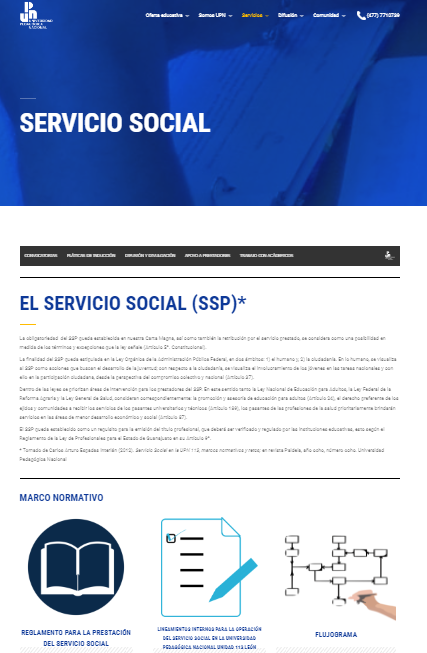 UNIVERSIDAD
PEDAGÓGICA
NACIONAL
Oferta educativa
Somos UPN
Servicios
Difusión
Comunidad
(477) 7710739
SERVICIO SOCIAL
CONVOCATORIAS PLÁTICAS DE INDUCCIÓN DIFUSIÓN Y DIVULGACIÓN APOYO A PRESTADORES TRABAJO CON ACADÉMICOS
EL SERVICIO SOCIAL (SSP)*
La obligatoriedad del SSP queda establecida en nuestra Carta Magna, así como también la retribución por el servicio prestado, se considera como una posibilidad en
medida de los términos y excepciones que la ley señale (Artículo 5º, Constitucional).
La finalidad del SSP queda estipulada en la Ley Orgánica de la Administración Pública Federal, en dos ámbitos: 1) el humano y, 2) la ciudadanía. En lo humano, se visualiza
al SSP como acciones que buscan el desarrollo de la juventud; con respecto a la ciudadanía, se visualiza el involucramiento de los jóvenes en las tareas nacionales y con
ello en la participación ciudadana, desde la perspectiva del compromiso colectivo y nacional (Artículo 37).
Dentro de las leyes se priorizan áreas de intervención para los prestadores del SSP. En este sentido tanto la Ley Nacional de Educación para Adultos, la Ley Federal de la
Reforma Agraria y la Ley General de Salud, consideran correspondientemente: la promoción y asesoría de educación para adultos (Artículo 24), el derecho preferente de los
ejidos y comunidades a recibir los servicios de los pasantes universitarios y técnicos (Artículo 189), los pasantes de las profesiones de la salud prioritariamente brindarán
servicios en las áreas de menor desarrollo económico y social (Artículo 87).
El SSP queda establecido como un requisito para la emisión del título profesional, que deberá ser verificado y regulado por las instituciones educativas, esto según el
Reglamento de la Ley de Profesionales para el Estado de Guanajuato en su Artículo 9º.
* Tomado de Carlos Arturo Espadas Interián (2012). Servicio Social en la UPN 113, marcos normativos y retos; en revista Paideia, año ocho, número ocho. Universidad
Pedagógica Nacional
MARCO NORMATIVO
REGLAMENTO PARA LA PRESTACIÓN
DEL SERVICIO SOCIAL
LINEAMIENTOS INTERNOS PARA LA OPERACIÓN
DEL SERVICIO SOCIAL EN LA UNIVERSIDAD
PEDAGÓGICA NACIONAL UNIDAD 113 LEÓN
FLUJOGRAMA